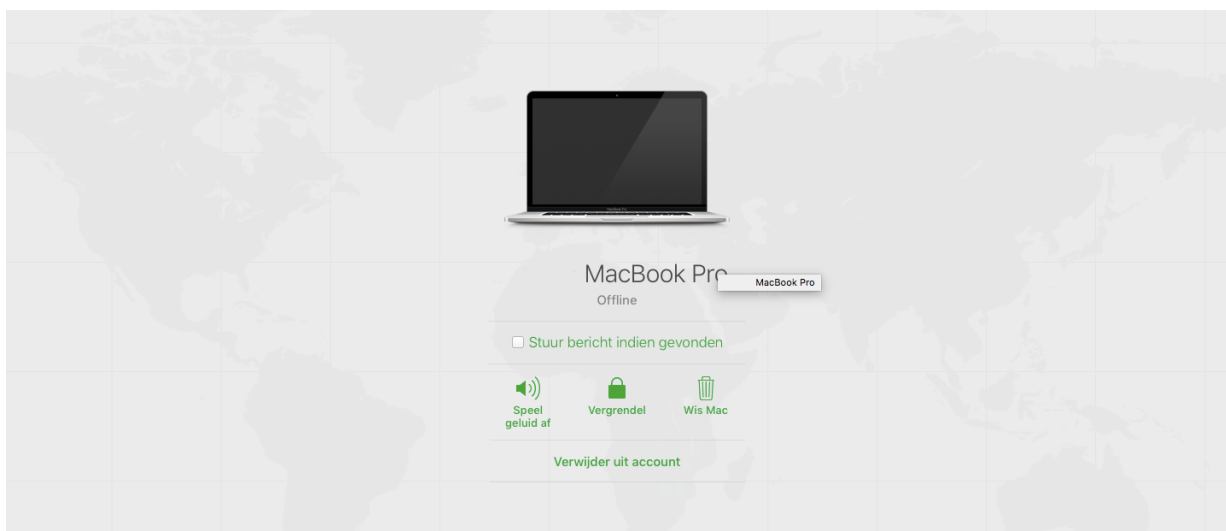 MacBook Pro
MacBook Pro
Offline
Stuur bericht indien gevonden
Speel
geluid af
Vergrendel
Wis Mac
Verwijder uit account